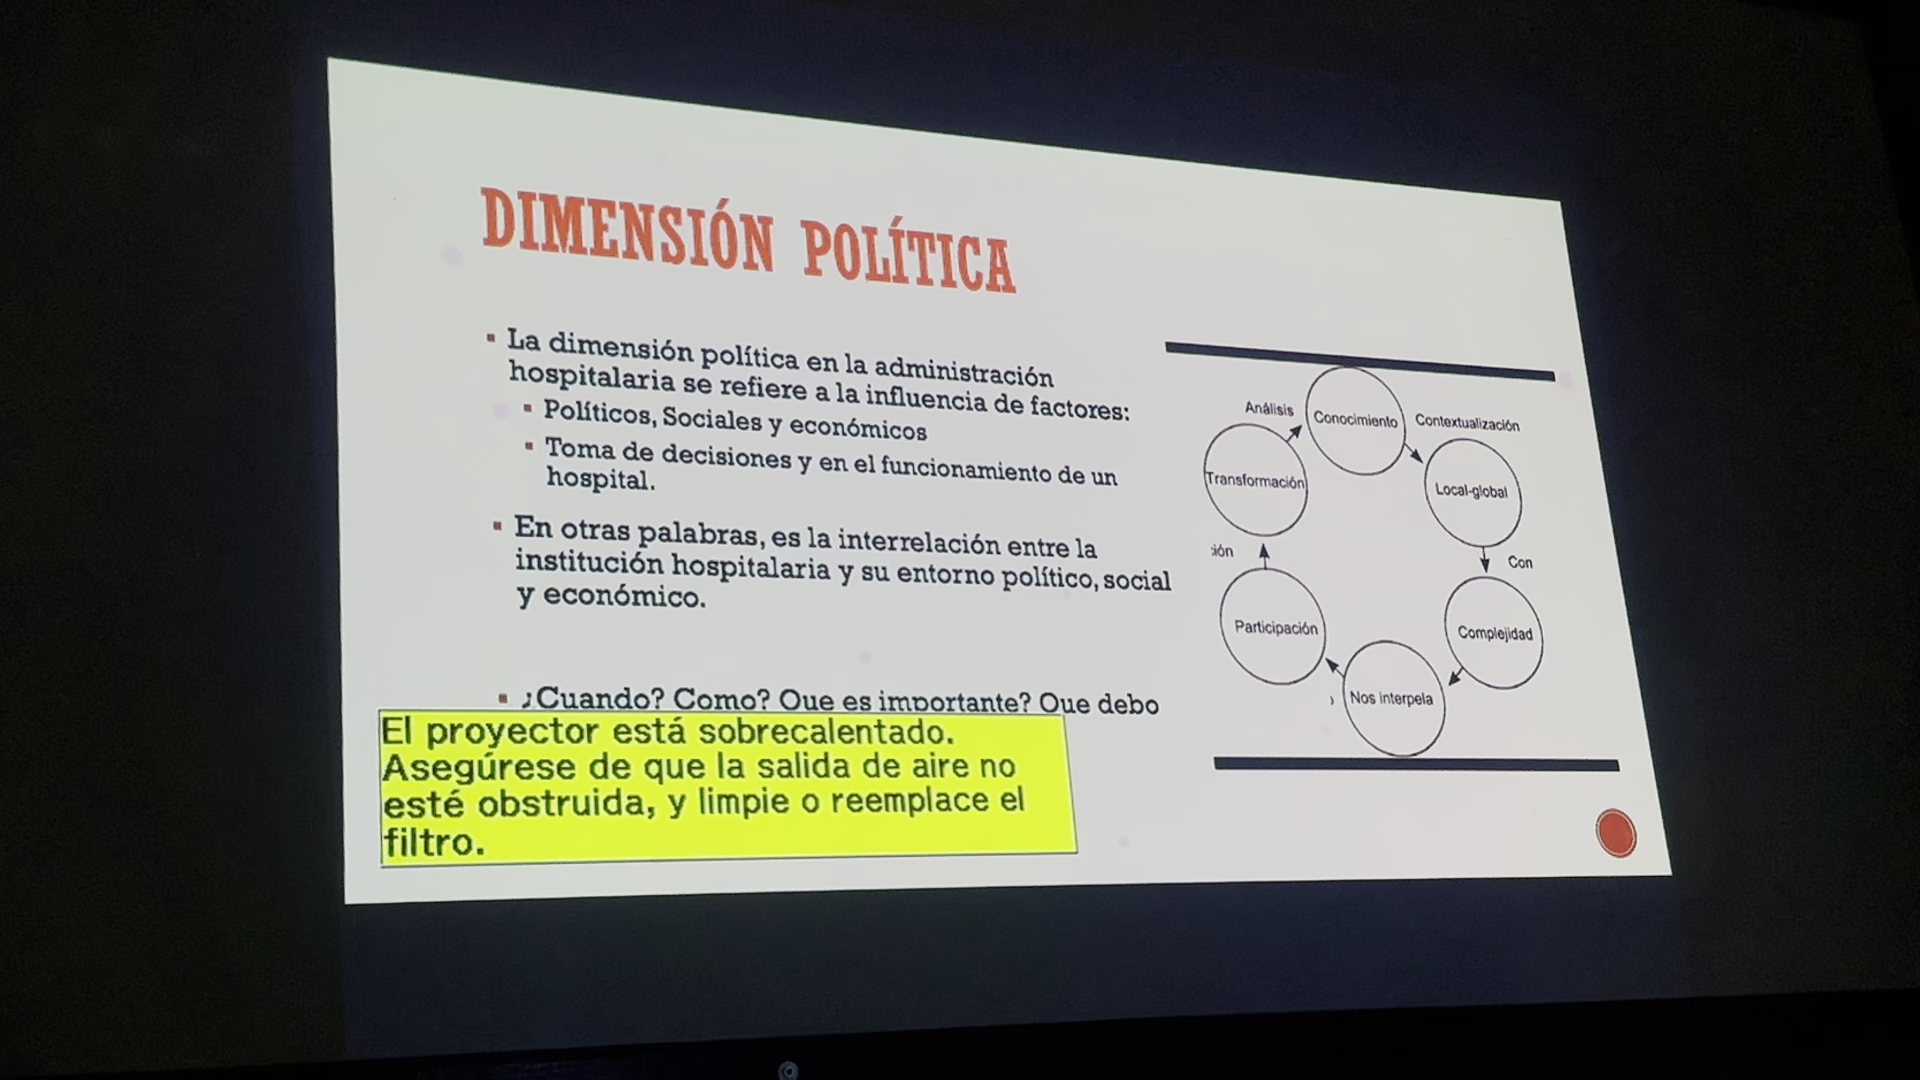 DIMENSIÓN POLÍTICA
▪ La dimensión política en la administración
hospitalaria se refiere a la influencia de factores:
▪ Políticos, Sociales y económicos
▪ Toma de decisiones y en el funcionamiento de un
hospital.
▪ En otras palabras, es la interrelación entre la
institución hospitalaria y su entorno político, social
y económico.
▪ ¿Cuando? Como? Que es importante? Que debo
El proyector está sobrecalentado.
Asegúrese de que la salida de aire no
esté obstruida, y limpie o reemplace el
filtro.
Análisis
Conocimiento
Contextualización
Transformación
Local-global
ión
Con
Participación
Complejidad
Nos interpela